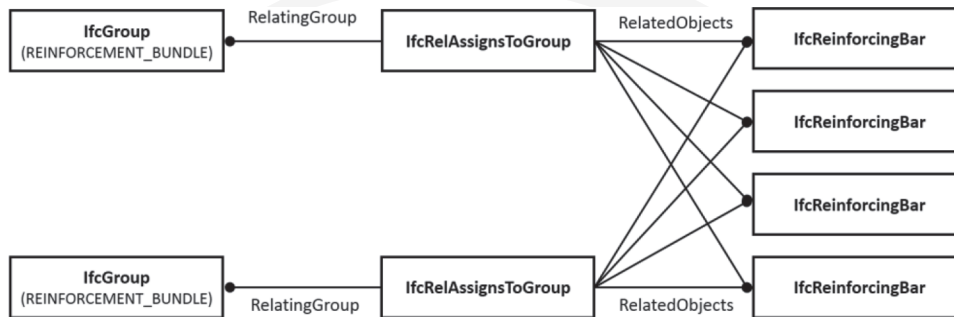 RelatingGroup
RelatedObjects
IfcGroup
(REINFORCEMENT_BUNDLE)
IfcRelAssignsToGroup
IfcReinforcingBar
IfcReinforcingBar
IfcReinforcingBar
IfcGroup
(REINFORCEMENT_BUNDLE)
IfcRelAssignsToGroup
IfcReinforcingBar
RelatingGroup
RelatedObjects